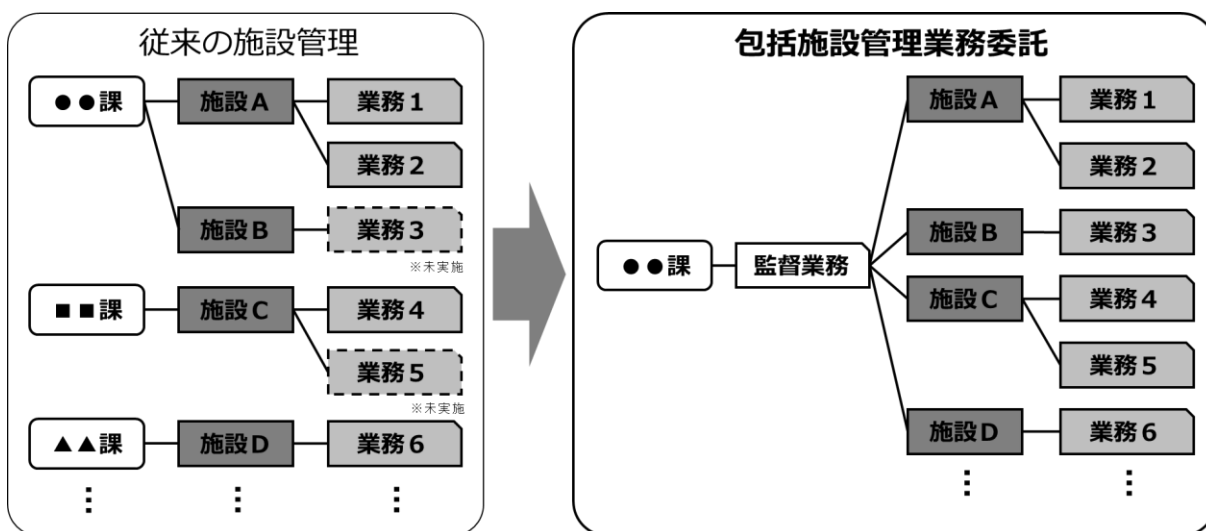 従来の施設管理
●●課
施設A
業務1
業務2
施設B
業務3
※未実施
■■課
施設C
業務4
業務5
※未実施
▲▲課
施設D
業務6
⋮ ⋮ ⋮
包括施設管理業務委託
●●課
監督業務
施設A
業務1
業務2
施設B
業務3
施設C
業務4
業務5
施設D
業務6
⋮ ⋮